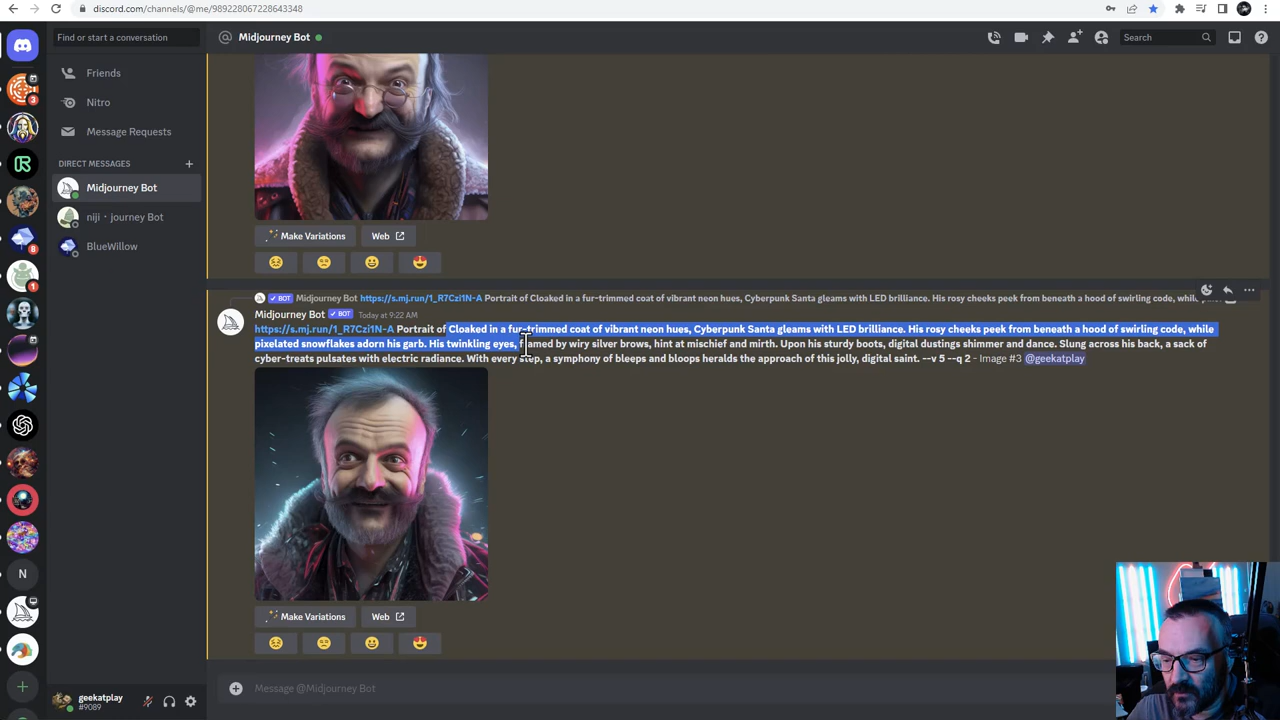 discord.com/channels/@me/989228067228643348
Find or start a conversation
Midjourney Bot
Search
Friends
Nitro
Message Requests
DIRECT MESSAGES
Midjourney Bot
niji・journey Bot
BlueWillow
3
8
1
N
Make Variations
Web
BOT Midjourney Bot https://s.mj.run/1_R7Czi1N-A Portrait of Cloaked in a fur-trimmed coat of vibrant neon hues, Cyberpunk Santa gleams with LED brilliance. His rosy cheeks peek from beneath a hood of swirling code, while
Midjourney Bot BOT Today at 9:22 AM
https://s.mj.run/1_R7Czi1N-A Portrait of Cloaked in a fur-trimmed coat of vibrant neon hues, Cyberpunk Santa gleams with LED brilliance. His rosy cheeks peek from beneath a hood of swirling code, while
pixelated snowflakes adorn his garb. His twinkling eyes, framed by wiry silver brows, hint at mischief and mirth. Upon his sturdy boots, digital dustings shimmer and dance. Slung across his back, a sack of
cyber-treats pulsates with electric radiance. With every step, a symphony of bleeps and bloops heralds the approach of this jolly, digital saint. --v 5 --q 2 - Image #3 @geekatplay
Make Variations
Web
geekatplay
#9089
Message @Midjourney Bot